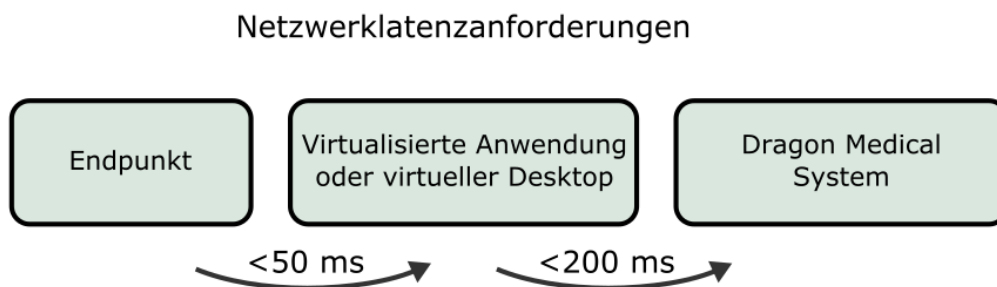 Netzwerklatenzanforderungen
Endpunkt
Virtualisierte Anwendung
oder virtueller Desktop
Dragon Medical
System
<50 ms
<200 ms